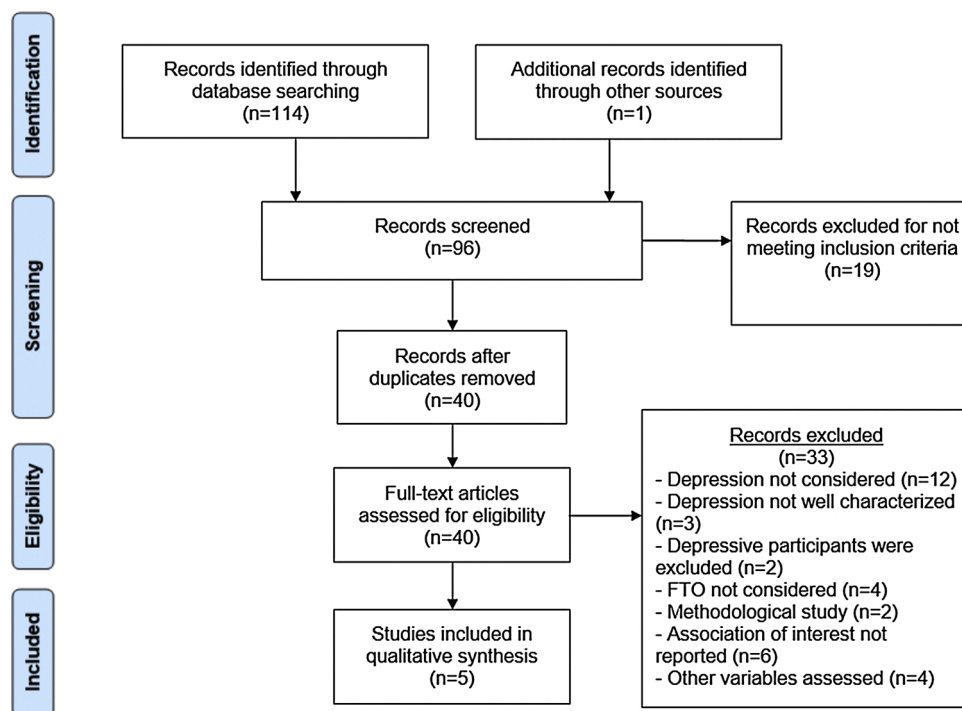 Identification
Records identified through
database searching
(n=114)
Additional records identified
through other sources
(n=1)
Screening
Records screened
(n=96)
Records excluded for not
meeting inclusion criteria
(n=19)
Records after
duplicates removed
(n=40)
Eligibility
Full-text articles
assessed for eligibility
(n=40)
Records excluded
(n=33)
- Depression not considered (n=12)
- Depression not well characterized
(n=3)
- Depressive participants were
excluded (n=2)
- FTO not considered (n=4)
- Methodological study (n=2)
- Association of interest not
reported (n=6)
- Other variables assessed (n=4)
Included
Studies included in
qualitative synthesis
(n=5)